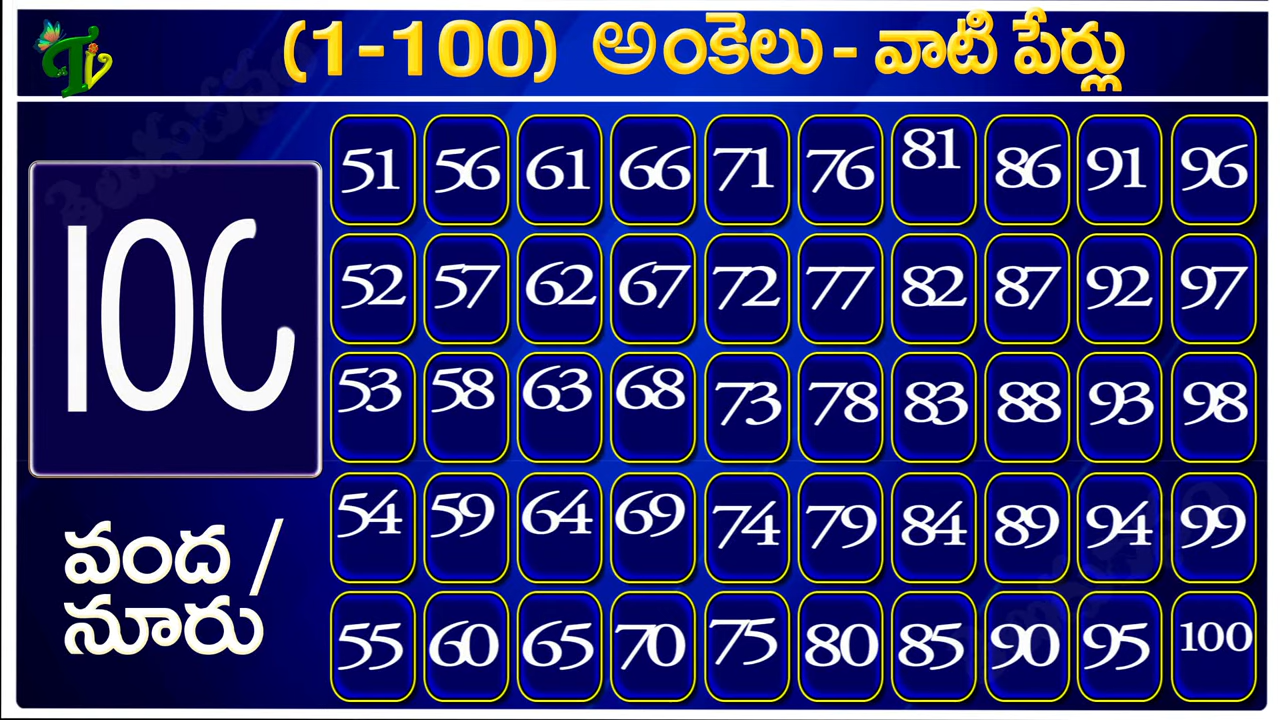 (1-100) అంకెలు - వాటి పేర్లు
51 56 61 66 71 76 81 86 91 96
52 57 62 67 72 77 82 87 92 97
53 58 63 68 73 78 83 88 93 98
54 59 64 69 74 79 84 89 94 99
55 60 65 70 75 80 85 90 95 100
వంద /
నూరు